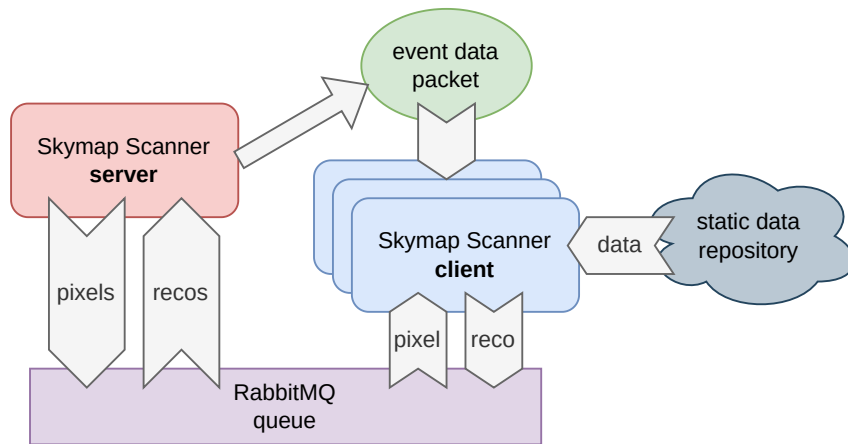 event data
packet
Skymap Scanner
server
Skymap Scanner
client
data
static data
repository
pixels
recos
pixel
reco
RabbitMQ
queue